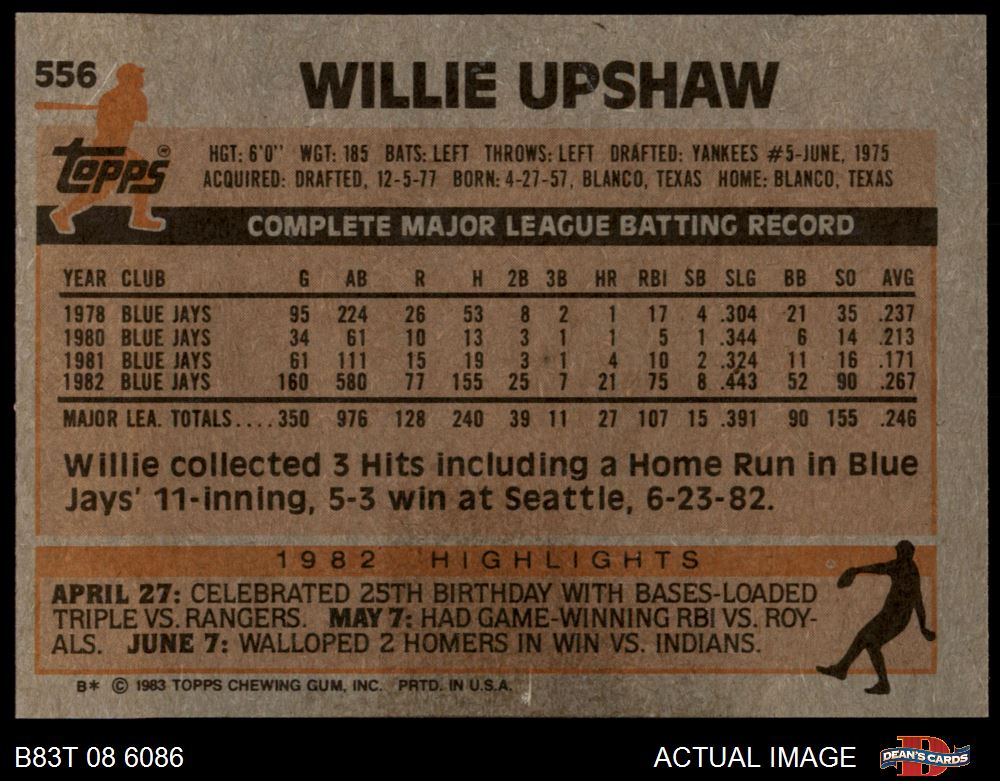 556
WILLIE UPSHAW
topps®
HGT: 6'0" WGT: 185 BATS: LEFT THROWS: LEFT DRAFTED: YANKEES #5-JUNE, 1975
ACQUIRED: DRAFTED, 12-5-77 BORN: 4-27-57, BLANCO, TEXAS HOME: BLANCO, TEXAS
COMPLETE MAJOR LEAGUE BATTING RECORD
YEAR CLUB G AB R H 2B 3B HR RBI SB SLG BB SO AVG
1978 BLUE JAYS 95 224 26 53 8 2 1 17 4 .304 21 35 .237
1980 BLUE JAYS 34 61 10 13 3 1 1 5 1 .344 6 14 .213
1981 BLUE JAYS 61 111 15 19 3 1 4 10 2 .324 11 16 .171
1982 BLUE JAYS 160 580 77 155 25 7 21 75 8 .443 52 90 .267
MAJOR LEA. TOTALS....350 976 128 240 39 11 27 107 15 .391 90 155 .246
Willie collected 3 Hits including a Home Run in Blue
Jays' 11-inning, 5-3 win at Seattle, 6-23-82.
1982 HIGHLIGHTS
APRIL 27: CELEBRATED 25TH BIRTHDAY WITH BASES-LOADED
TRIPLE VS. RANGERS. MAY 7: HAD GAME-WINNING RBI VS. ROY-
ALS. JUNE 7: WALLOPED 2 HOMERS IN WIN VS. INDIANS.
B* © 1983 TOPPS CHEWING GUM, INC. PRTD. IN U.S.A.
B83T 08 6086
ACTUAL IMAGE
D
DEAN'S CARDS